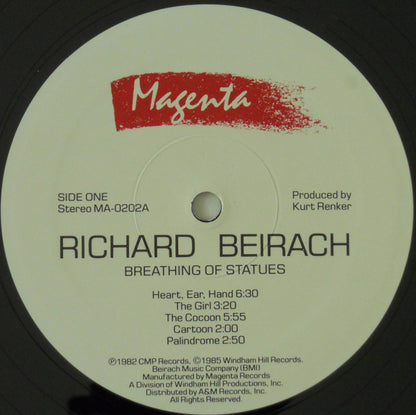 Magenta
SIDE ONE
Stereo MA-0202A
Produced by
Kurt Renker
RICHARD BEIRACH
BREATHING OF STATUES
Heart, Ear, Hand 6:30
The Girl 3:20
The Cocoon 5:55
Cartoon 2:00
Palindrome 2:50
℗1982 CMP Records, ©1985 Windham Hill Records.
Beirach Music Company (BMI)
Manufactured by Magenta Records
A Division of Windham Hill Productions, Inc.
Distributed by A&M Records, Inc.
All Rights Reserved.